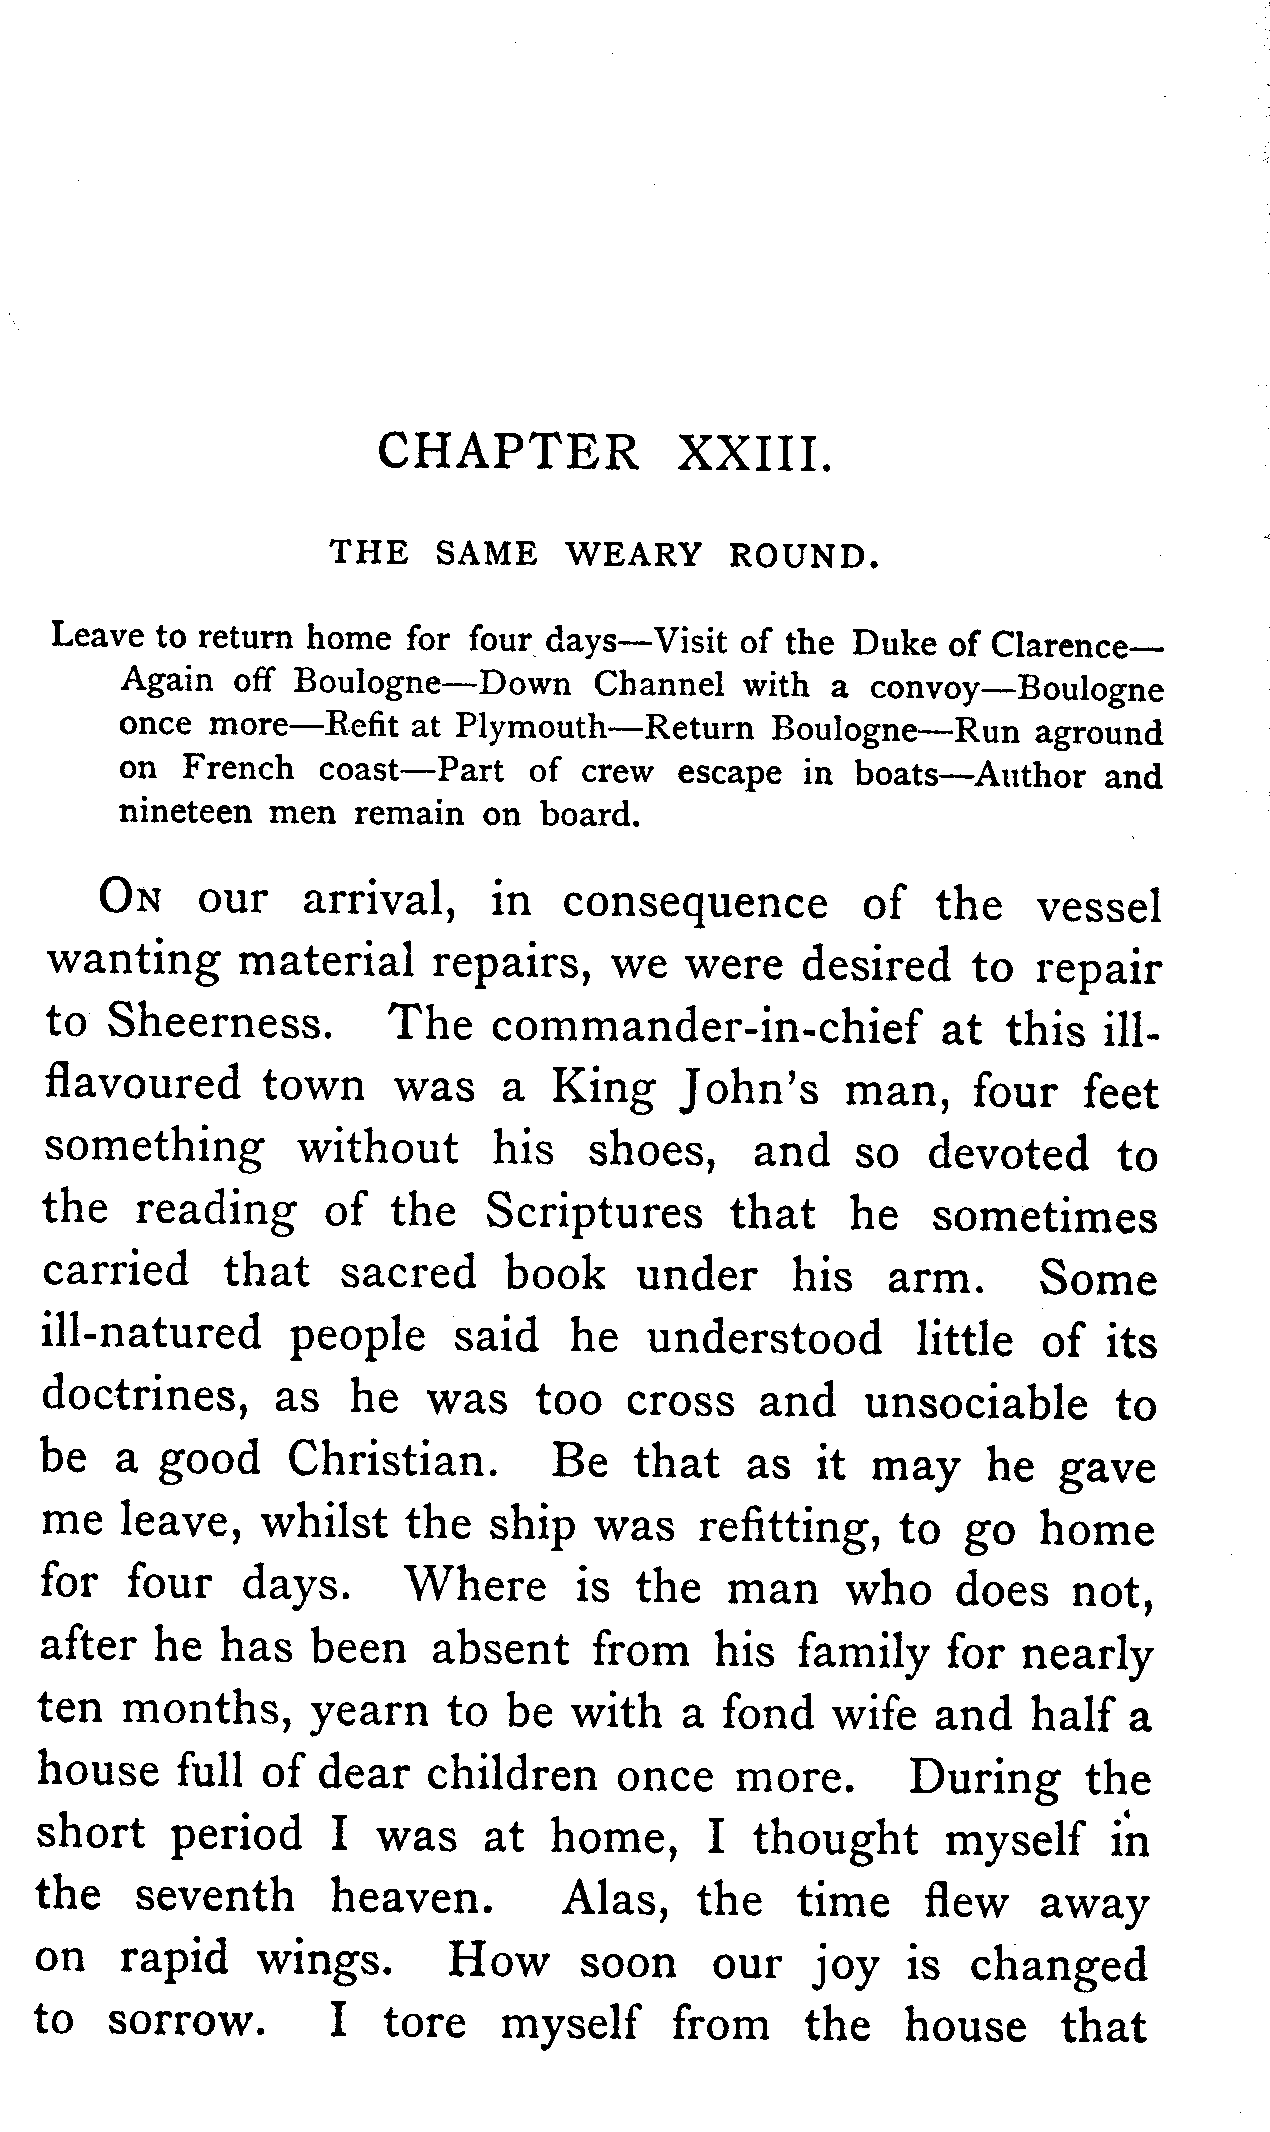 CHAPTER XXIII.
THE SAME WEARY ROUND.
Leave to return home for four days—Visit of the Duke of Clarence—
Again off Boulogne—Down Channel with a convoy—Boulogne
once more—Refit at Plymouth—Return Boulogne—Run aground
on French coast—Part of crew escape in boats—Author and
nineteen men remain on board.
On our arrival, in consequence of the vessel
wanting material repairs, we were desired to repair
to Sheerness. The commander-in-chief at this ill-
flavoured town was a King John's man, four feet
something without his shoes, and so devoted to
the reading of the Scriptures that he sometimes
carried that sacred book under his arm. Some
ill-natured people said he understood little of its
doctrines, as he was too cross and unsociable to
be a good Christian. Be that as it may he gave
me leave, whilst the ship was refitting, to go home
for four days. Where is the man who does not,
after he has been absent from his family for nearly
ten months, yearn to be with a fond wife and half a
house full of dear children once more. During the
short period I was at home, I thought myself in
the seventh heaven. Alas, the time flew away
on rapid wings. How soon our joy is changed
to sorrow. I tore myself from the house that